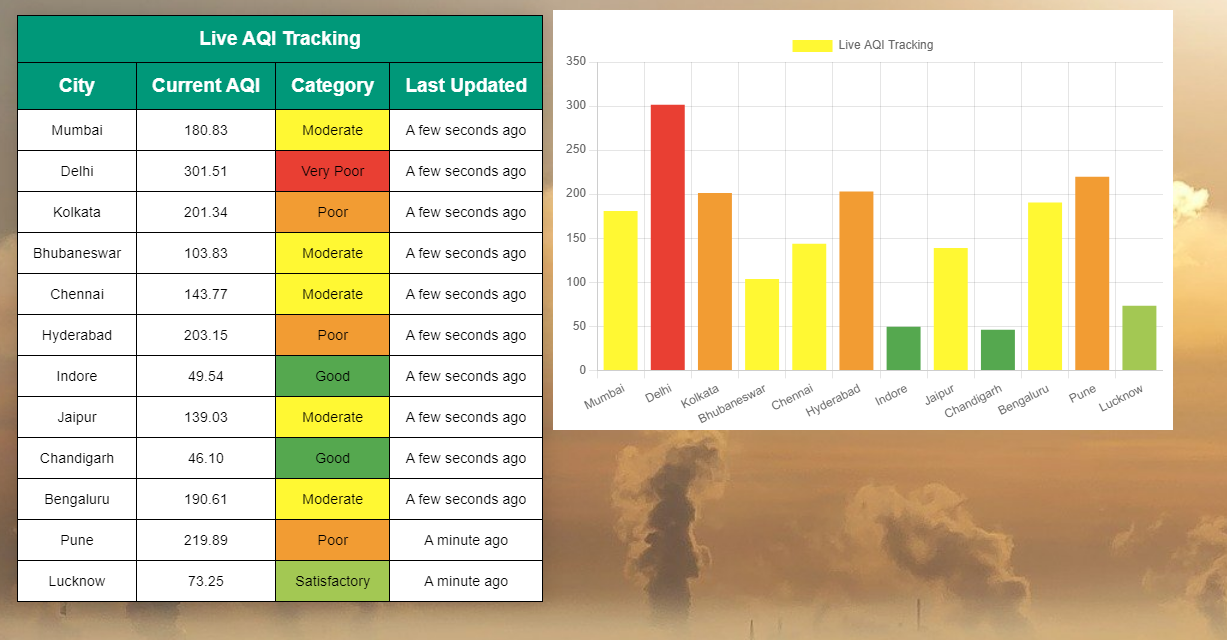 Live AQI Tracking
City Current AQI Category Last Updated
Mumbai 180.83 Moderate A few seconds ago
Delhi 301.51 Very Poor A few seconds ago
Kolkata 201.34 Poor A few seconds ago
Bhubaneswar 103.83 Moderate A few seconds ago
Chennai 143.77 Moderate A few seconds ago
Hyderabad 203.15 Poor A few seconds ago
Indore 49.54 Good A few seconds ago
Jaipur 139.03 Moderate A few seconds ago
Chandigarh 46.10 Good A few seconds ago
Bengaluru 190.61 Moderate A few seconds ago
Pune 219.89 Poor A minute ago
Lucknow 73.25 Satisfactory A minute ago
Live AQI Tracking
350
300
250
200
150
100
50
0
Mumbai Delhi Kolkata Bhubaneswar Chennai Hyderabad Indore Jaipur Chandigarh Bengaluru Pune Lucknow